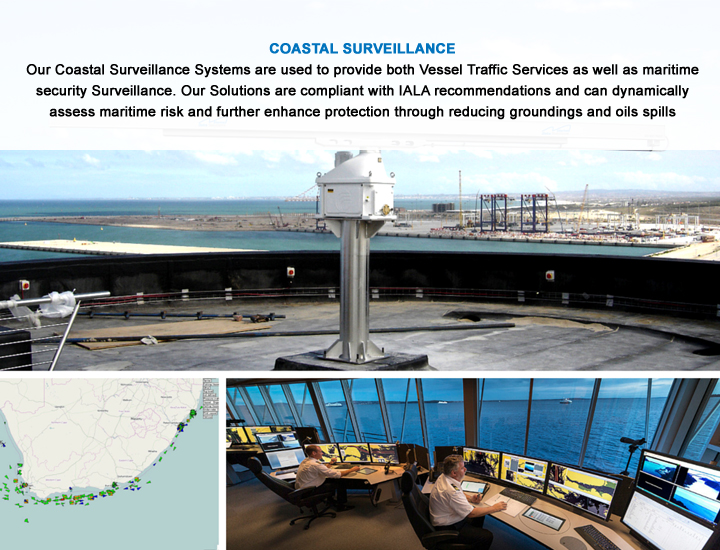 COASTAL SURVEILLANCE
Our Coastal Surveillance Systems are used to provide both Vessel Traffic Services as well as maritime
security Surveillance. Our Solutions are compliant with IALA recommendations and can dynamically
assess maritime risk and further enhance protection through reducing groundings and oils spills